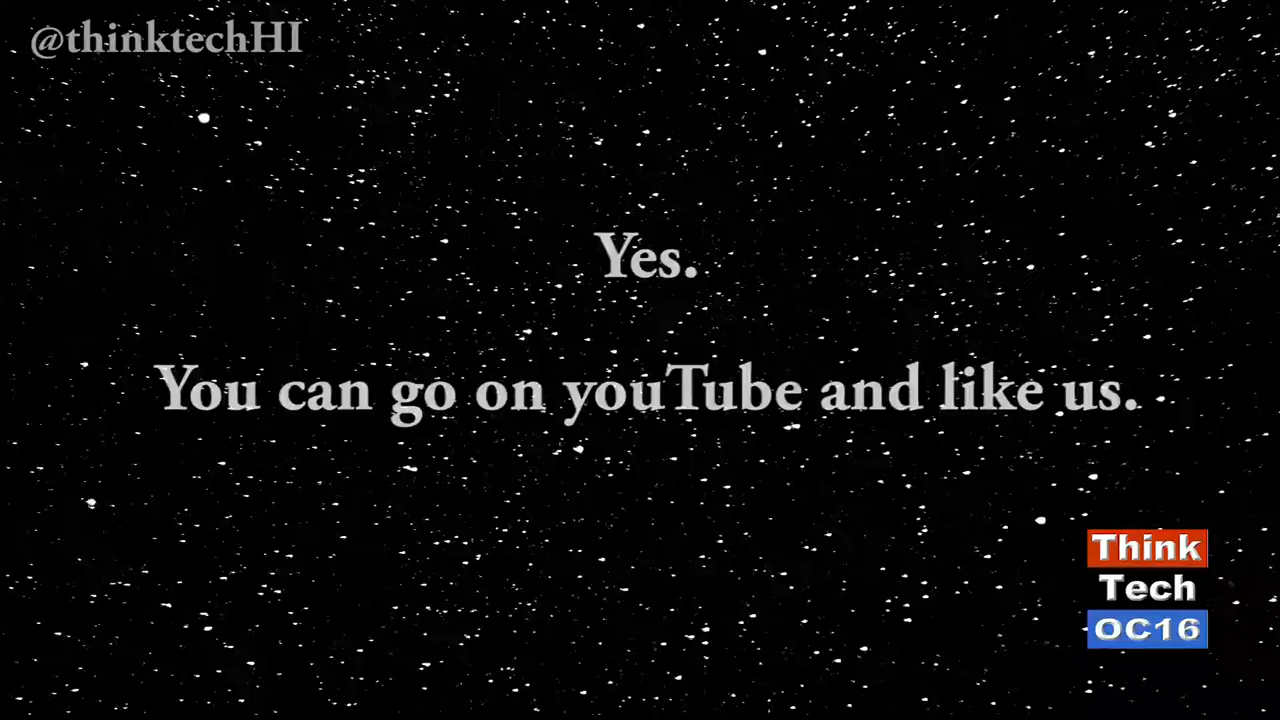 @thinktechHI
Yes.
You can go on youTube and like us.
Think
Tech
OC16